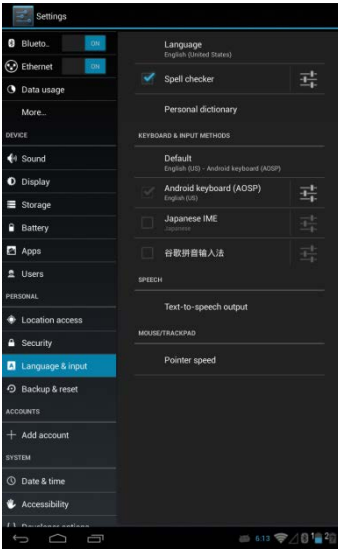 Settings
Blueto..
ON
Ethernet
ON
Data usage
More...
DEVICE
Sound
Display
Storage
Battery
Apps
Users
PERSONAL
Location access
Security
Language & input
Backup & reset
ACCOUNTS
Add account
SYSTEM
Date & time
Accessibility
Developer options
Language
English (United States)
Spell checker
Personal dictionary
KEYBOARD & INPUT METHODS
Default
English (US) - Android keyboard (AOSP)
Android keyboard (AOSP)
English (US)
Japanese IME
Japanese
谷歌拼音输入法
SPEECH
Text-to-speech output
MOUSE/TRACKPAD
Pointer speed
6:13